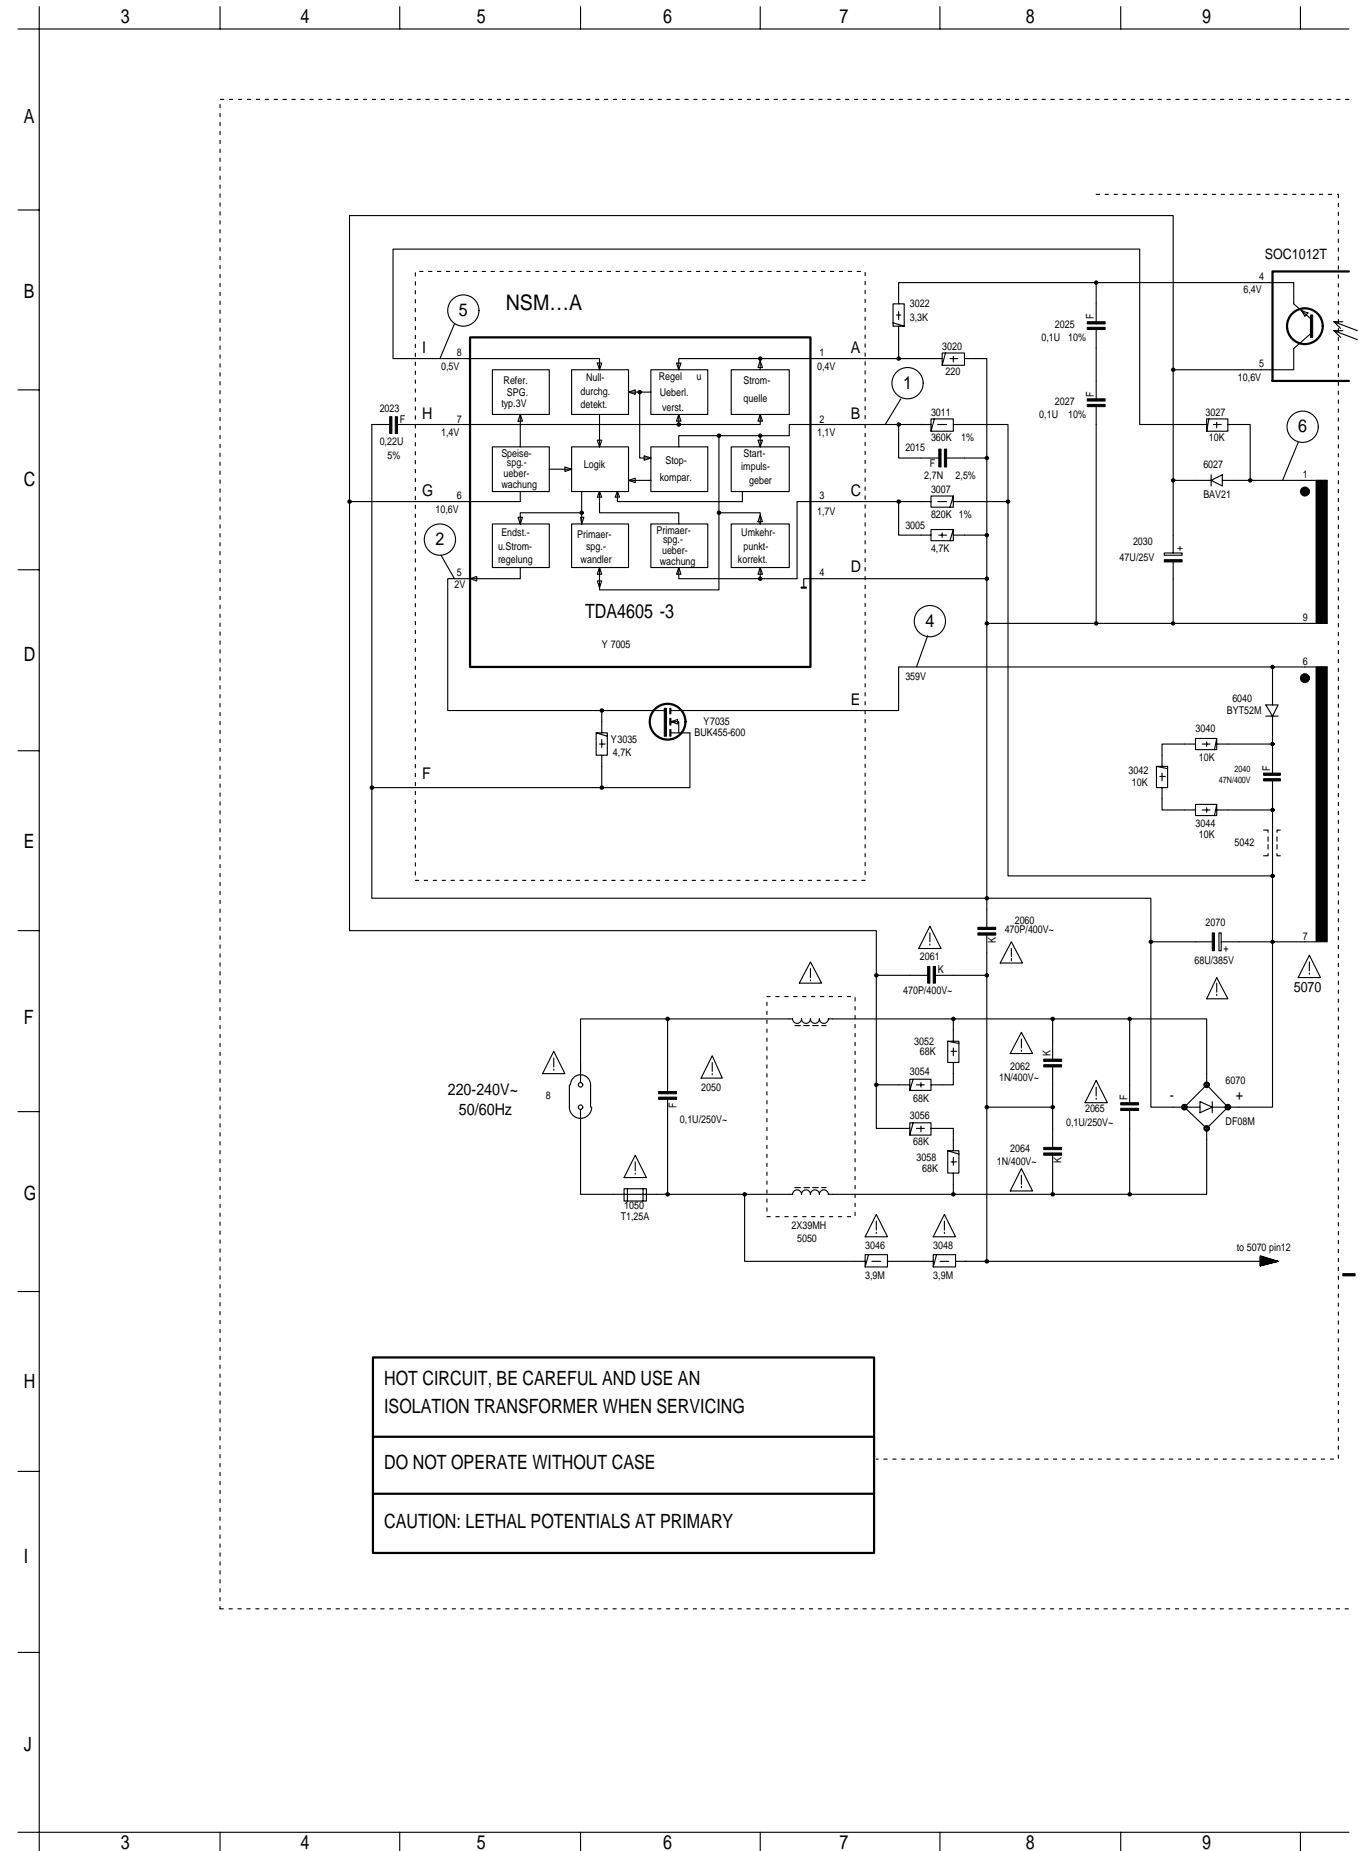 3 4 5 6 7 8 9
A
B
C
D
E
F
G
H
I
J
NSM...A
5
I 8
0,5V
Refer.
SPG.
typ.3V
Null-
durchg.
detekt.
Regel u
Ueberl.
verst.
Strom-
quelle
1 A
0,4V
2023
F
0,22U
5%
H 7
1,4V
2 B
1,1V
1
Speise-
spg.-
ueber-
wachung
Logik
Stop-
kompar.
Start-
impuls-
geber
G 6
10,6V
3 C
1,7V
2
Endst.-
u.Strom-
regelung
Primaer-
spg.-
wandler
Primaer-
spg.-
ueber-
wachung
Umkehr-
punkt-
korrekt.
5
2V
4 D
TDA4605 -3
Y 7005
E
F
Y3035
4,7K
Y7035
BUK455-600
3022
3,3K
3020
220
3011
360K 1%
2015
F
2,7N 2,5%
3007
820K 1%
3005
4,7K
4
359V
2025
F
0,1U 10%
2027
F
0,1U 10%
SOC1012T
4
6,4V
5
10,6V
3027
10K
6
6027
BAV21
1
2030
+
47U/25V
9
6
6040
BYT52M
3040
10K
3042
10K
2040
F
47N/400V
3044
10K
5042
2070
+
68U/385V
7
5070
2060
470P/400V~
K
2061
K
470P/400V~
220-240V~
50/60Hz
8
2050
F
0,1U/250V~
1050
T1,25A
2X39MH
5050
3052
68K
3054
68K
3056
68K
3058
68K
2062
K
1N/400V~
2064
K
1N/400V~
2065
F
0,1U/250V~
6070
- +
DF08M
3046
3,9M
3048
3,9M
to 5070 pin12
HOT CIRCUIT, BE CAREFUL AND USE AN
ISOLATION TRANSFORMER WHEN SERVICING
DO NOT OPERATE WITHOUT CASE
CAUTION: LETHAL POTENTIALS AT PRIMARY
3 4 5 6 7 8 9